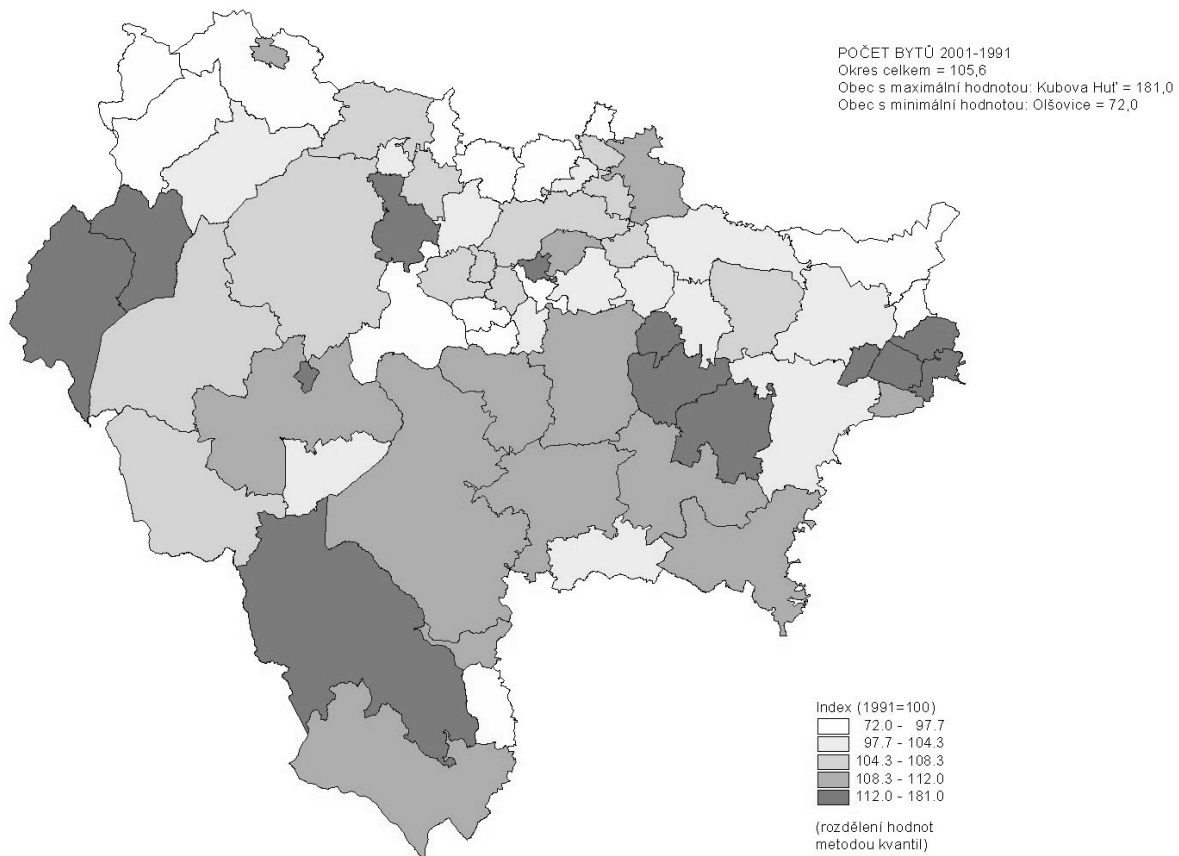 POČET BYTŮ 2001-1991
Okres celkem = 105,6
Obec s maximální hodnotou: Kubova Huť = 181,0
Obec s minimální hodnotou: Olšovice = 72,0
Index (1991=100)
72.0 - 97.7
97.7 - 104.3
104.3 - 108.3
108.3 - 112.0
112.0 - 181.0
(rozdělení hodnot
metodou kvantil)